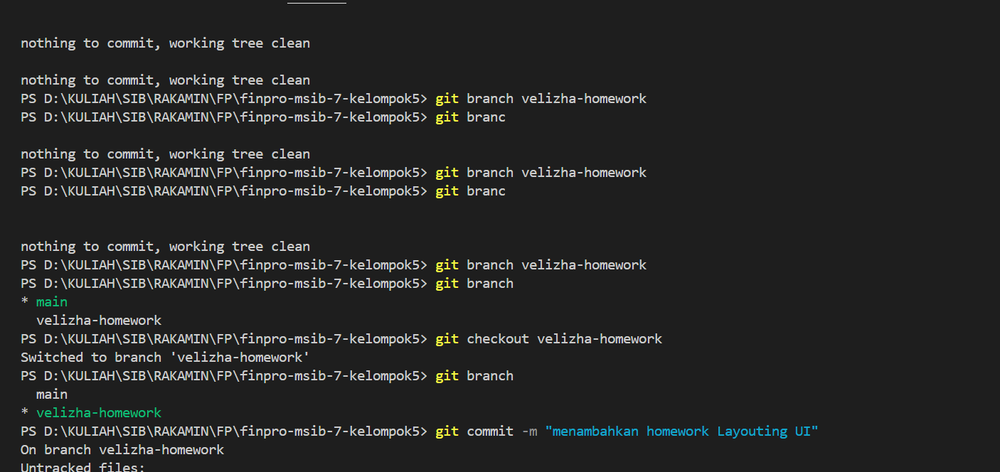 nothing to commit, working tree clean
nothing to commit, working tree clean
PS D:\KULIAH\SIB\RAKAMIN\FP\finpro-msib-7-kelompok5> git branch velizha-homework
PS D:\KULIAH\SIB\RAKAMIN\FP\finpro-msib-7-kelompok5> git branc
nothing to commit, working tree clean
PS D:\KULIAH\SIB\RAKAMIN\FP\finpro-msib-7-kelompok5> git branch velizha-homework
PS D:\KULIAH\SIB\RAKAMIN\FP\finpro-msib-7-kelompok5> git branc
nothing to commit, working tree clean
PS D:\KULIAH\SIB\RAKAMIN\FP\finpro-msib-7-kelompok5> git branch velizha-homework
PS D:\KULIAH\SIB\RAKAMIN\FP\finpro-msib-7-kelompok5> git branch
* main
  velizha-homework
PS D:\KULIAH\SIB\RAKAMIN\FP\finpro-msib-7-kelompok5> git checkout velizha-homework
Switched to branch 'velizha-homework'
PS D:\KULIAH\SIB\RAKAMIN\FP\finpro-msib-7-kelompok5> git branch
  main
* velizha-homework
PS D:\KULIAH\SIB\RAKAMIN\FP\finpro-msib-7-kelompok5> git commit -m "menambahkan homework Layouting UI"
On branch velizha-homework
Untracked files: